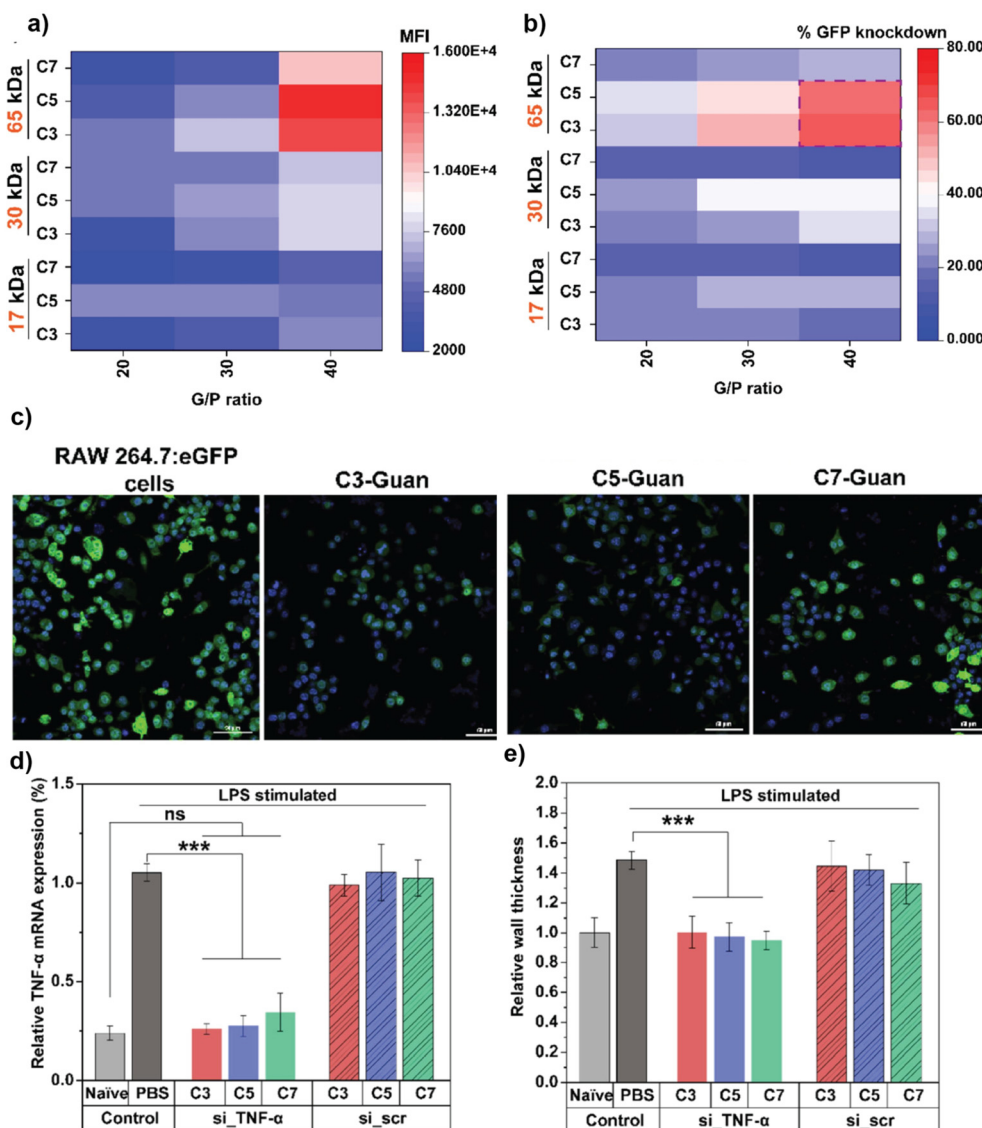 a)
MFI
65 kDa
C7
C5
C3
30 kDa
C7
C5
C3
17 kDa
C7
C5
C3
20
30
40
G/P ratio
1.600E+4
1.320E+4
1.040E+4
7600
4800
2000
b)
% GFP knockdown
65 kDa
C7
C5
C3
30 kDa
C7
C5
C3
17 kDa
C7
C5
C3
20
30
40
G/P ratio
80.00
60.00
40.00
20.00
0.000
c)
RAW 264.7:eGFP
cells
C3-Guan
C5-Guan
C7-Guan
d)
Relative TNF-α mRNA expression (%)
1.5
1.0
0.5
0.0
LPS stimulated
ns
***
Naïve PBS C3 C5 C7 C3 C5 C7
Control si_TNF-α si_scr
e)
Relative wall thickness
2.0
1.8
1.6
1.4
1.2
1.0
0.8
0.6
0.4
0.2
0.0
LPS stimulated
***
Naïve PBS C3 C5 C7 C3 C5 C7
Control si_TNF-α si_scr